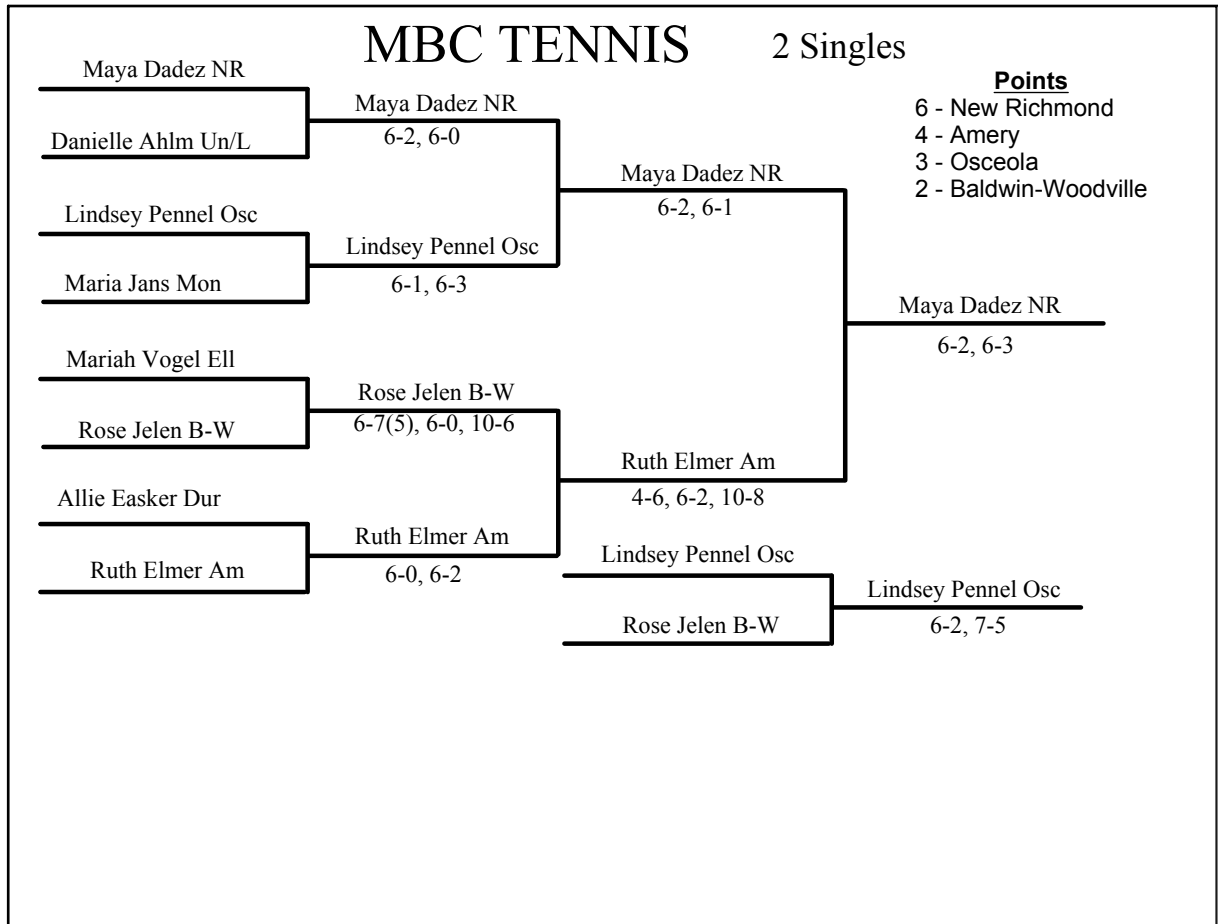 MBC TENNIS 2 Singles
Points
6 - New Richmond
4 - Amery
3 - Osceola
2 - Baldwin-Woodville
Maya Dadez NR
Danielle Ahlm Un/L
Lindsey Pennel Osc
Maria Jans Mon
Mariah Vogel Ell
Rose Jelen B-W
Allie Easker Dur
Ruth Elmer Am
Maya Dadez NR
6-2, 6-0
Lindsey Pennel Osc
6-1, 6-3
Rose Jelen B-W
6-7(5), 6-0, 10-6
Ruth Elmer Am
6-0, 6-2
Maya Dadez NR
6-2, 6-1
Ruth Elmer Am
4-6, 6-2, 10-8
Maya Dadez NR
6-2, 6-3
Lindsey Pennel Osc
Rose Jelen B-W
Lindsey Pennel Osc
6-2, 7-5